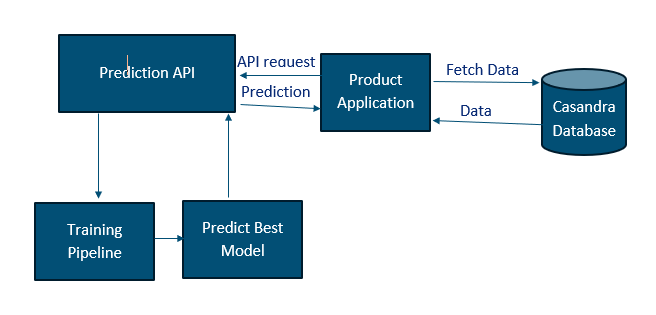 Prediction API
API request
Prediction
Product
Application
Fetch Data
Data
Casandra
Database
Training
Pipeline
Predict Best
Model